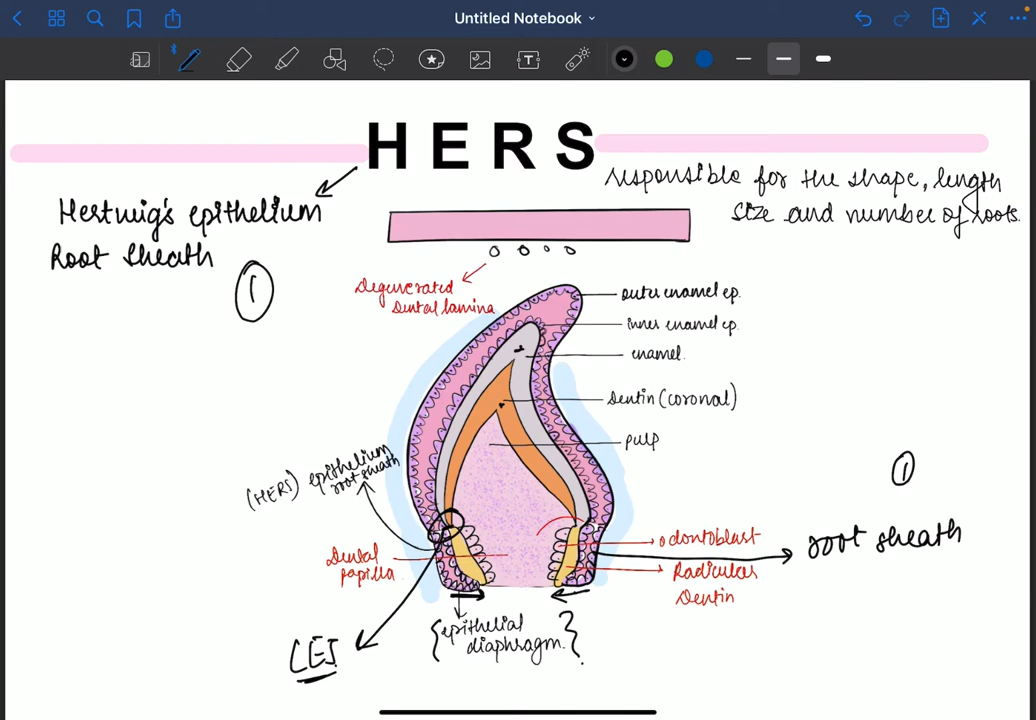 Untitled Notebook
HERS
responsible for the shape, length
size and number of roots.
Hertwig's epithelium
Root Sheath
1
Degenerated
Dental lamina
outer enamel ep.
inner enamel ep.
enamel.
Dentin (coronal)
pulp
(HERS) epithelium
root sheath
1
root sheath
odontoblast
Dental
papilla
Radicular
Dentin
{epithelial
diaphragm.}
CEJ